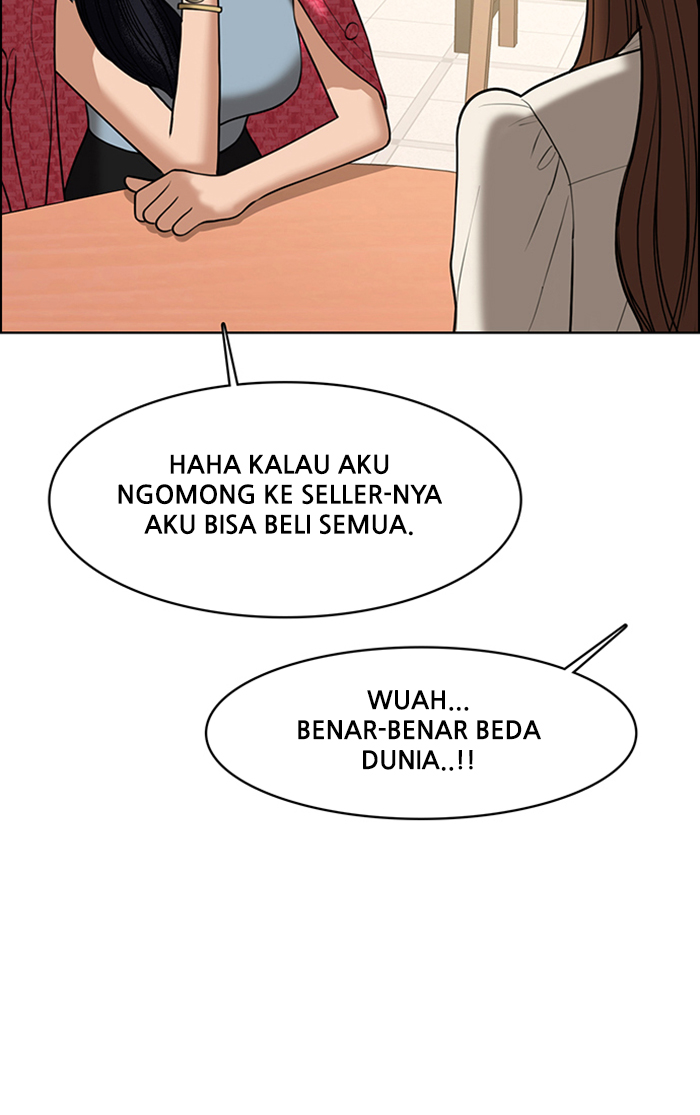 HAHA KALAU AKU
NGOMONG KE SELLER-NYA
AKU BISA BELI SEMUA.
WUAH...
BENAR-BENAR BEDA
DUNIA..!!